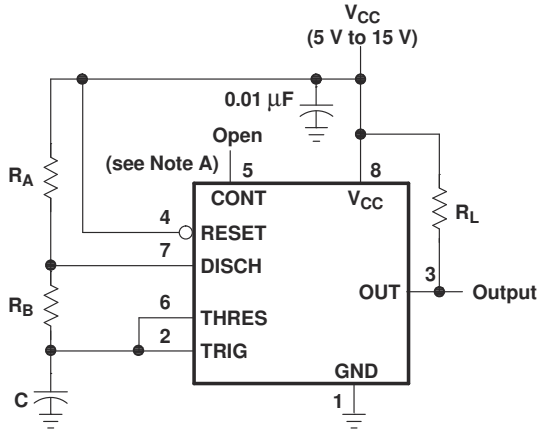 VCC
(5 V to 15 V)
0.01 μF
Open
(see Note A)
5
8
CONT
VCC
RA
RL
4
RESET
7
DISCH
3
OUT
Output
RB
6
THRES
2
TRIG
GND
C
1